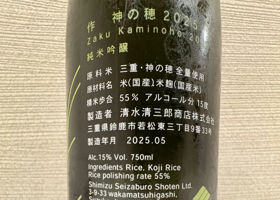 作 神の穂 202
Zaku Kaminoho 20
純米吟醸
原料米 三重・神の穂 全量使用
原材料名 米(国産)米麹(国産米)
精米歩合 55% アルコール分 15度
製造者 清水清三郎商店株式会社
三重県鈴鹿市若松東三丁目9番33号
製造年月 2025.05
Alc.15% Vol. 750ml
Ingredients Rice, Koji Rice
Rice polishing rate 55%
Shimizu Seizaburo Shoten Ltd.
3-9-33 wakamatsuhigashi,